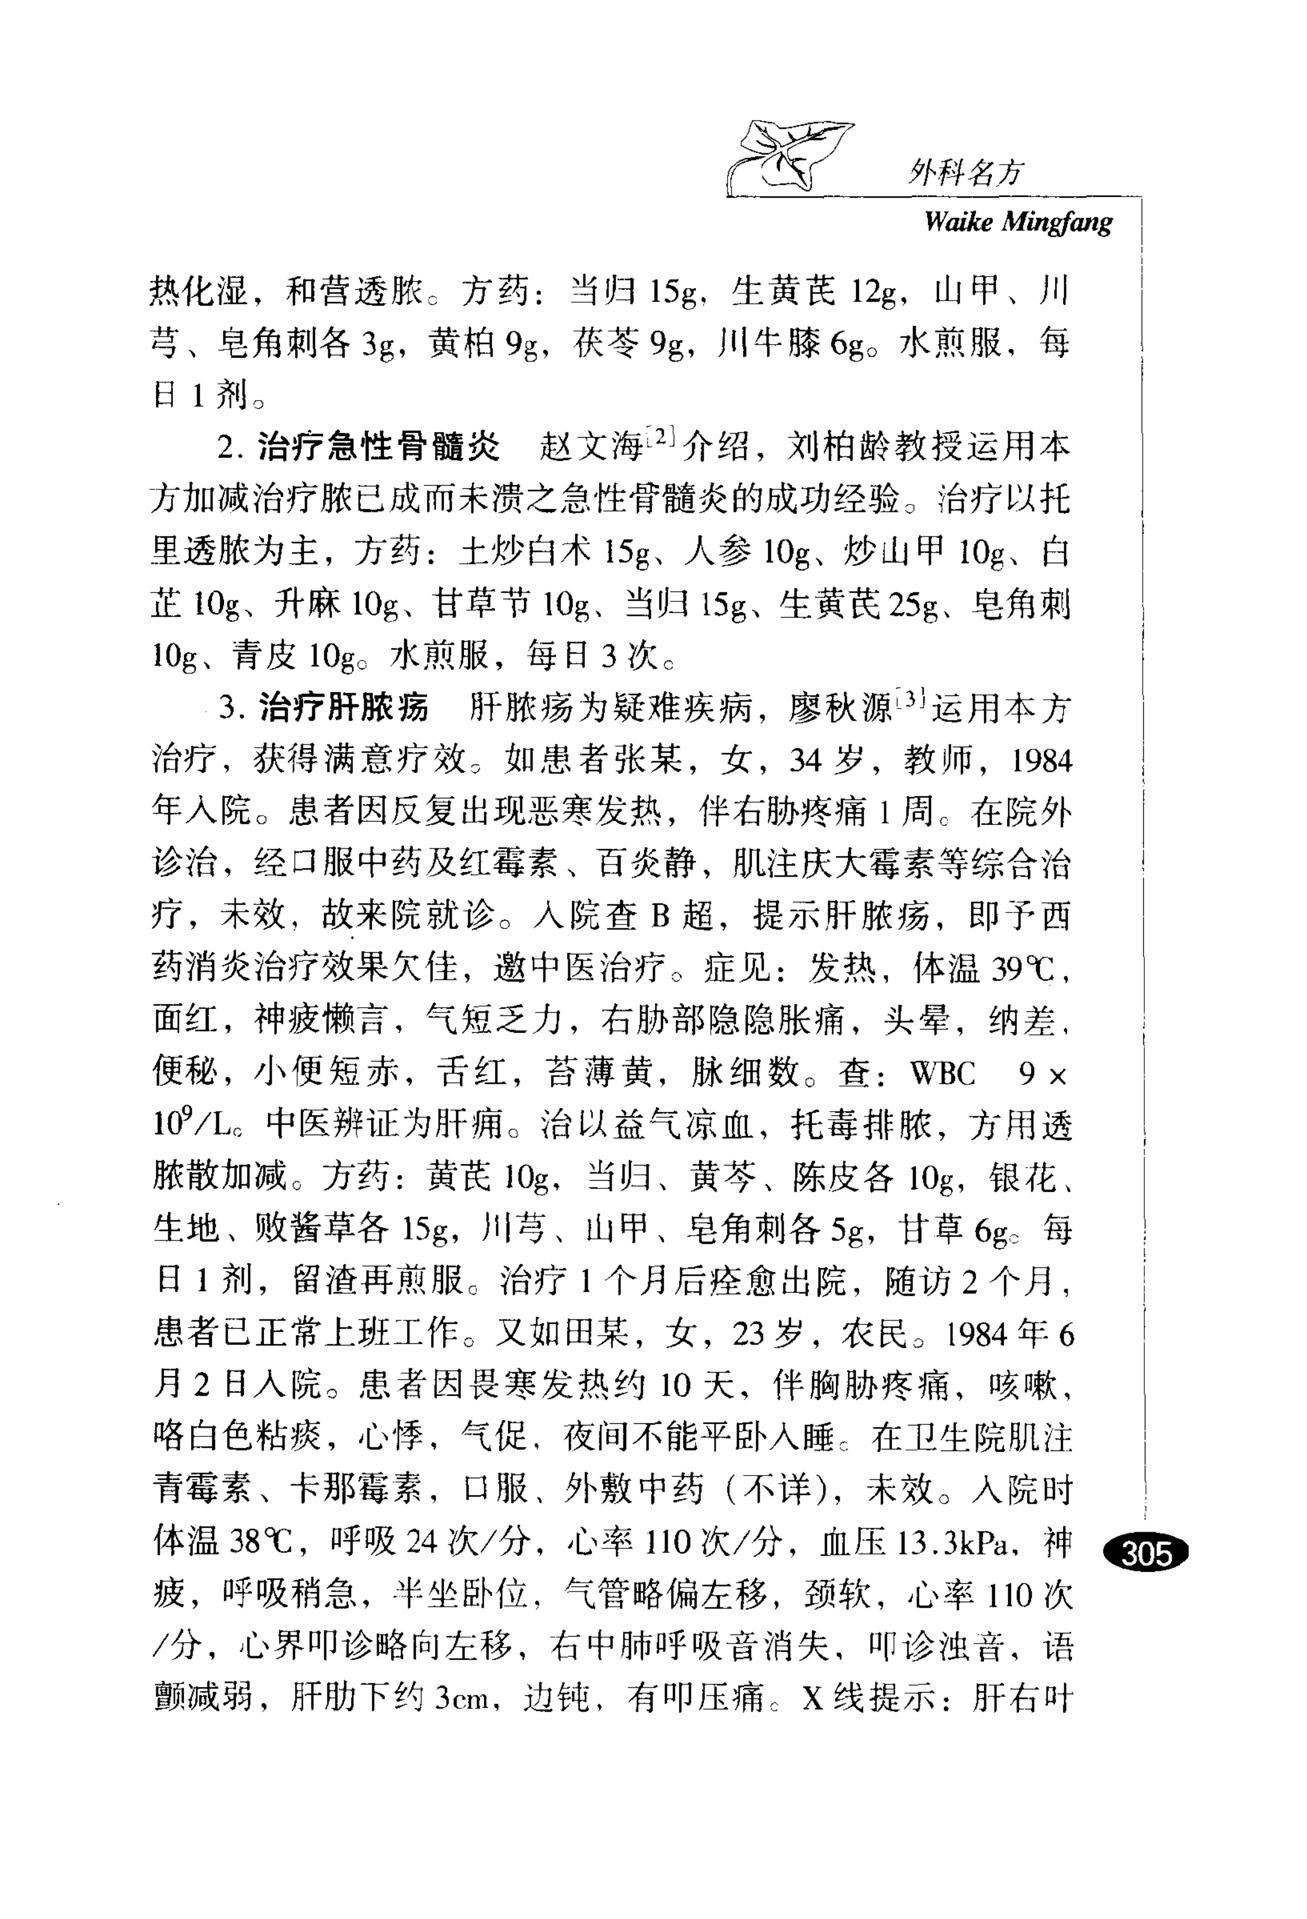 外科名方
Waike Mingfang
热化湿，和营透脓。方药：当归 15g，生黄芪 12g，山甲、川
芎、皂角刺各 3g，黄柏 9g，茯苓 9g，川牛膝 6g。水煎服，每
日 1 剂。
2. 治疗急性骨髓炎　赵文海[2]介绍，刘柏龄教授运用本
方加减治疗脓已成而未溃之急性骨髓炎的成功经验。治疗以托
里透脓为主，方药：土炒白术 15g、人参 10g、炒山甲 10g、白
芷 10g、升麻 10g、甘草节 10g、当归 15g、生黄芪 25g、皂角刺
10g、青皮 10g。水煎服，每日 3 次。
3. 治疗肝脓疡　肝脓疡为疑难疾病，廖秋源[3]运用本方
治疗，获得满意疗效。如患者张某，女，34 岁，教师，1984
年入院。患者因反复出现恶寒发热，伴右胁疼痛 1 周。在院外
诊治，经口服中药及红霉素、百炎静，肌注庆大霉素等综合治
疗，未效，故来院就诊。入院查 B 超，提示肝脓疡，即予西
药消炎治疗效果欠佳，邀中医治疗。症见：发热，体温 39℃，
面红，神疲懒言，气短乏力，右胁部隐隐胀痛，头晕，纳差，
便秘，小便短赤，舌红，苔薄黄，脉细数。查：WBC　9 ×
10⁹/L。中医辨证为肝痈。治以益气凉血，托毒排脓，方用透
脓散加减。方药：黄芪 10g，当归、黄芩、陈皮各 10g，银花、
生地、败酱草各 15g，川芎、山甲、皂角刺各 5g，甘草 6g。每
日 1 剂，留渣再煎服。治疗 1 个月后痊愈出院，随访 2 个月，
患者已正常上班工作。又如田某，女，23 岁，农民。1984 年 6
月 2 日入院。患者因畏寒发热约 10 天，伴胸胁疼痛，咳嗽，
咯白色粘痰，心悸，气促，夜间不能平卧入睡。在卫生院肌注
青霉素、卡那霉素，口服、外敷中药（不详），未效。入院时
体温 38℃，呼吸 24 次/分，心率 110 次/分，血压 13.3kPa，神
疲，呼吸稍急，半坐卧位，气管略偏左移，颈软，心率 110 次
/分，心界叩诊略向左移，右中肺呼吸音消失，叩诊浊音，语
颤减弱，肝肋下约 3cm，边钝，有叩压痛。X 线提示：肝右叶
305